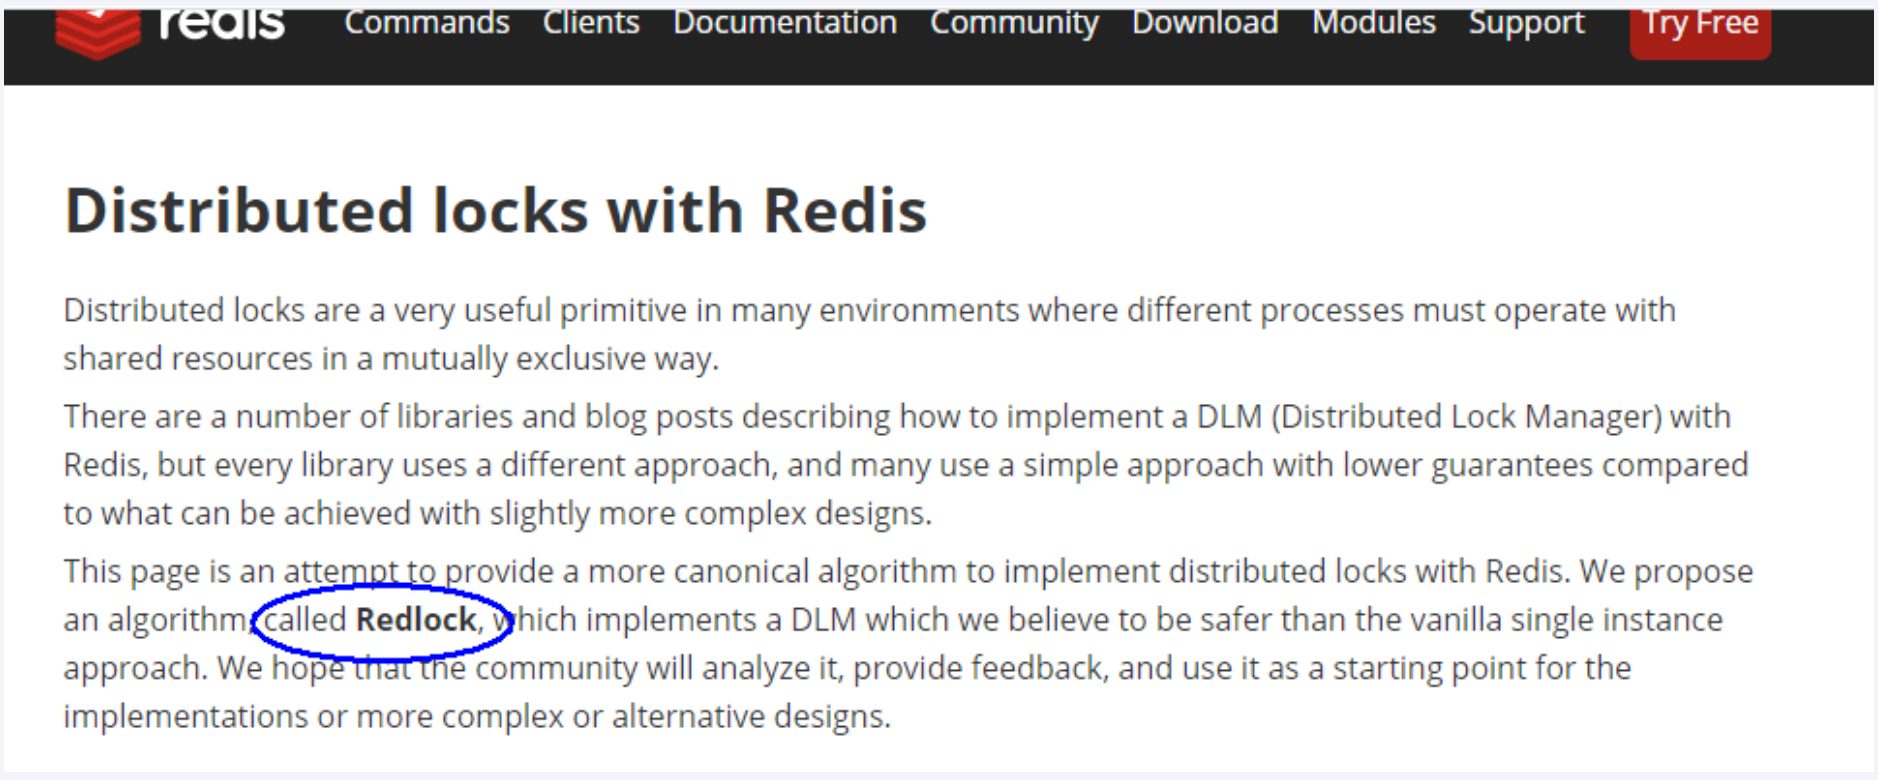 redis Commands Clients Documentation Community Download Modules Support Try Free
Distributed locks with Redis
Distributed locks are a very useful primitive in many environments where different processes must operate with
shared resources in a mutually exclusive way.
There are a number of libraries and blog posts describing how to implement a DLM (Distributed Lock Manager) with
Redis, but every library uses a different approach, and many use a simple approach with lower guarantees compared
to what can be achieved with slightly more complex designs.
This page is an attempt to provide a more canonical algorithm to implement distributed locks with Redis. We propose
an algorithm, called Redlock, which implements a DLM which we believe to be safer than the vanilla single instance
approach. We hope that the community will analyze it, provide feedback, and use it as a starting point for the
implementations or more complex or alternative designs.